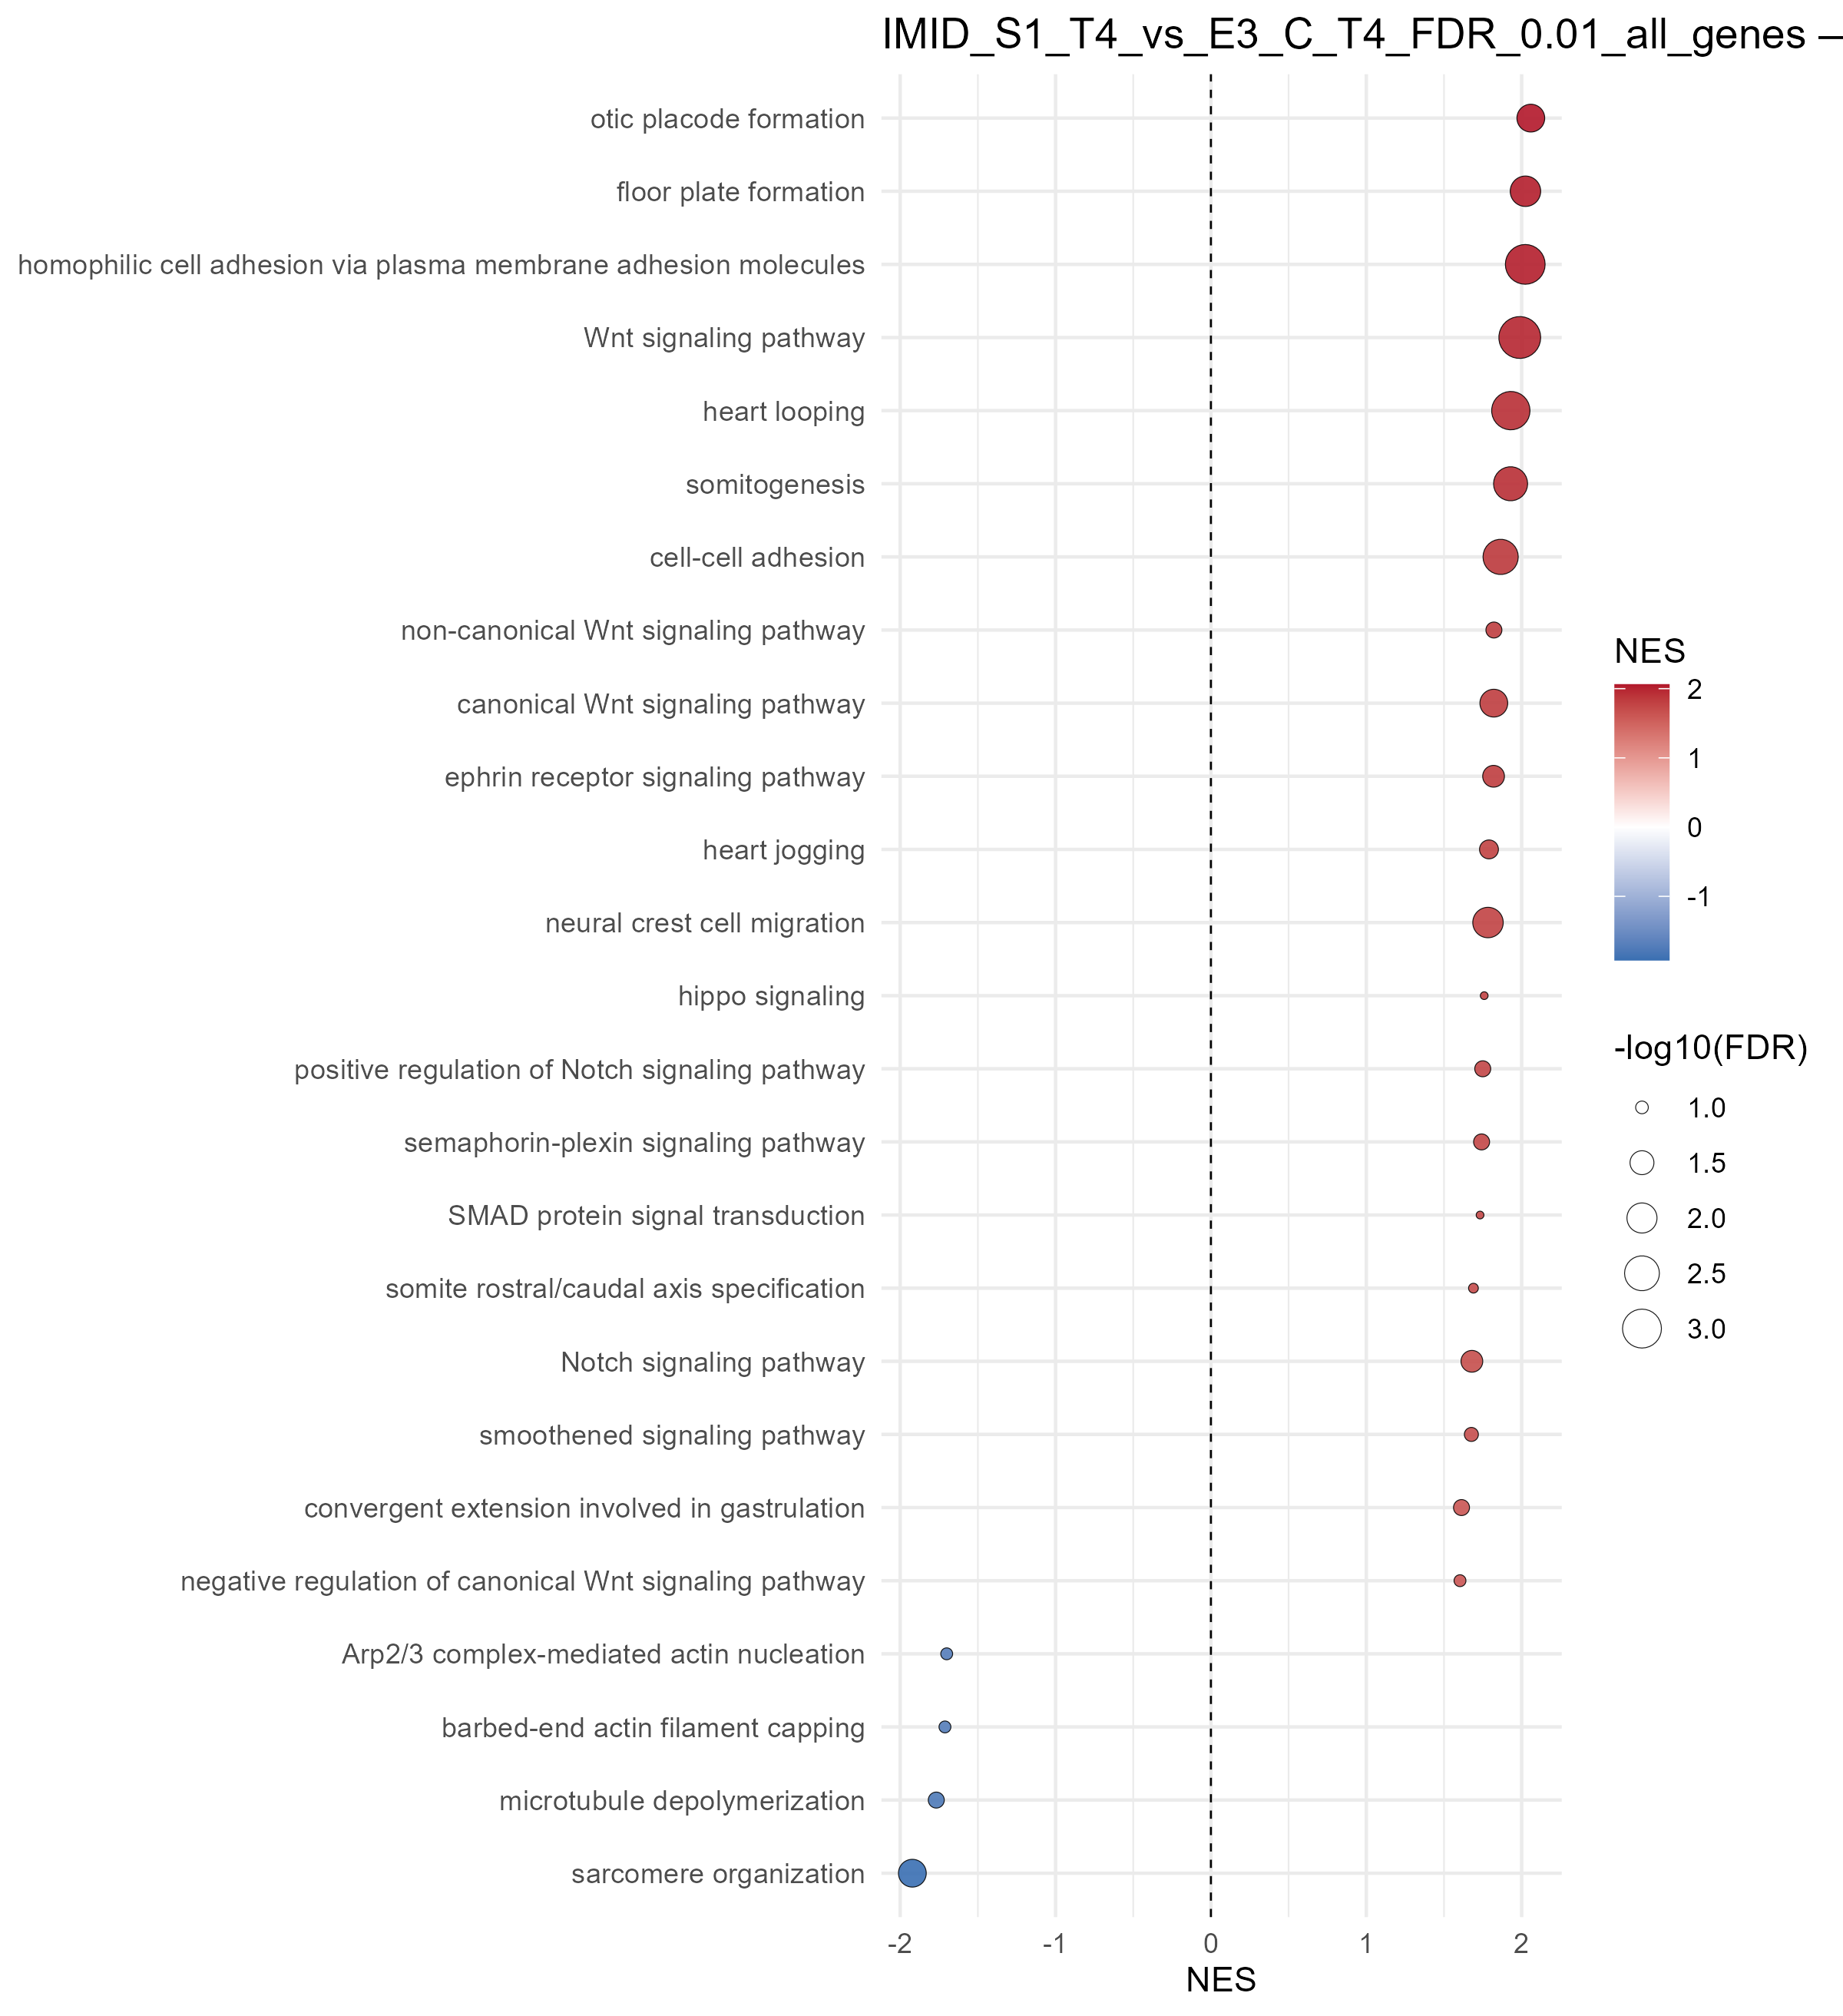 IMID_S1_T4_vs_E3_C_T4_FDR_0.01_all_genes –
otic placode formation
floor plate formation
homophilic cell adhesion via plasma membrane adhesion molecules
Wnt signaling pathway
heart looping
somitogenesis
cell-cell adhesion
non-canonical Wnt signaling pathway
canonical Wnt signaling pathway
ephrin receptor signaling pathway
heart jogging
neural crest cell migration
hippo signaling
positive regulation of Notch signaling pathway
semaphorin-plexin signaling pathway
SMAD protein signal transduction
somite rostral/caudal axis specification
Notch signaling pathway
smoothened signaling pathway
convergent extension involved in gastrulation
negative regulation of canonical Wnt signaling pathway
Arp2/3 complex-mediated actin nucleation
barbed-end actin filament capping
microtubule depolymerization
sarcomere organization
-2 -1 0 1 2
NES
NES
2
1
0
-1
-log10(FDR)
1.0
1.5
2.0
2.5
3.0